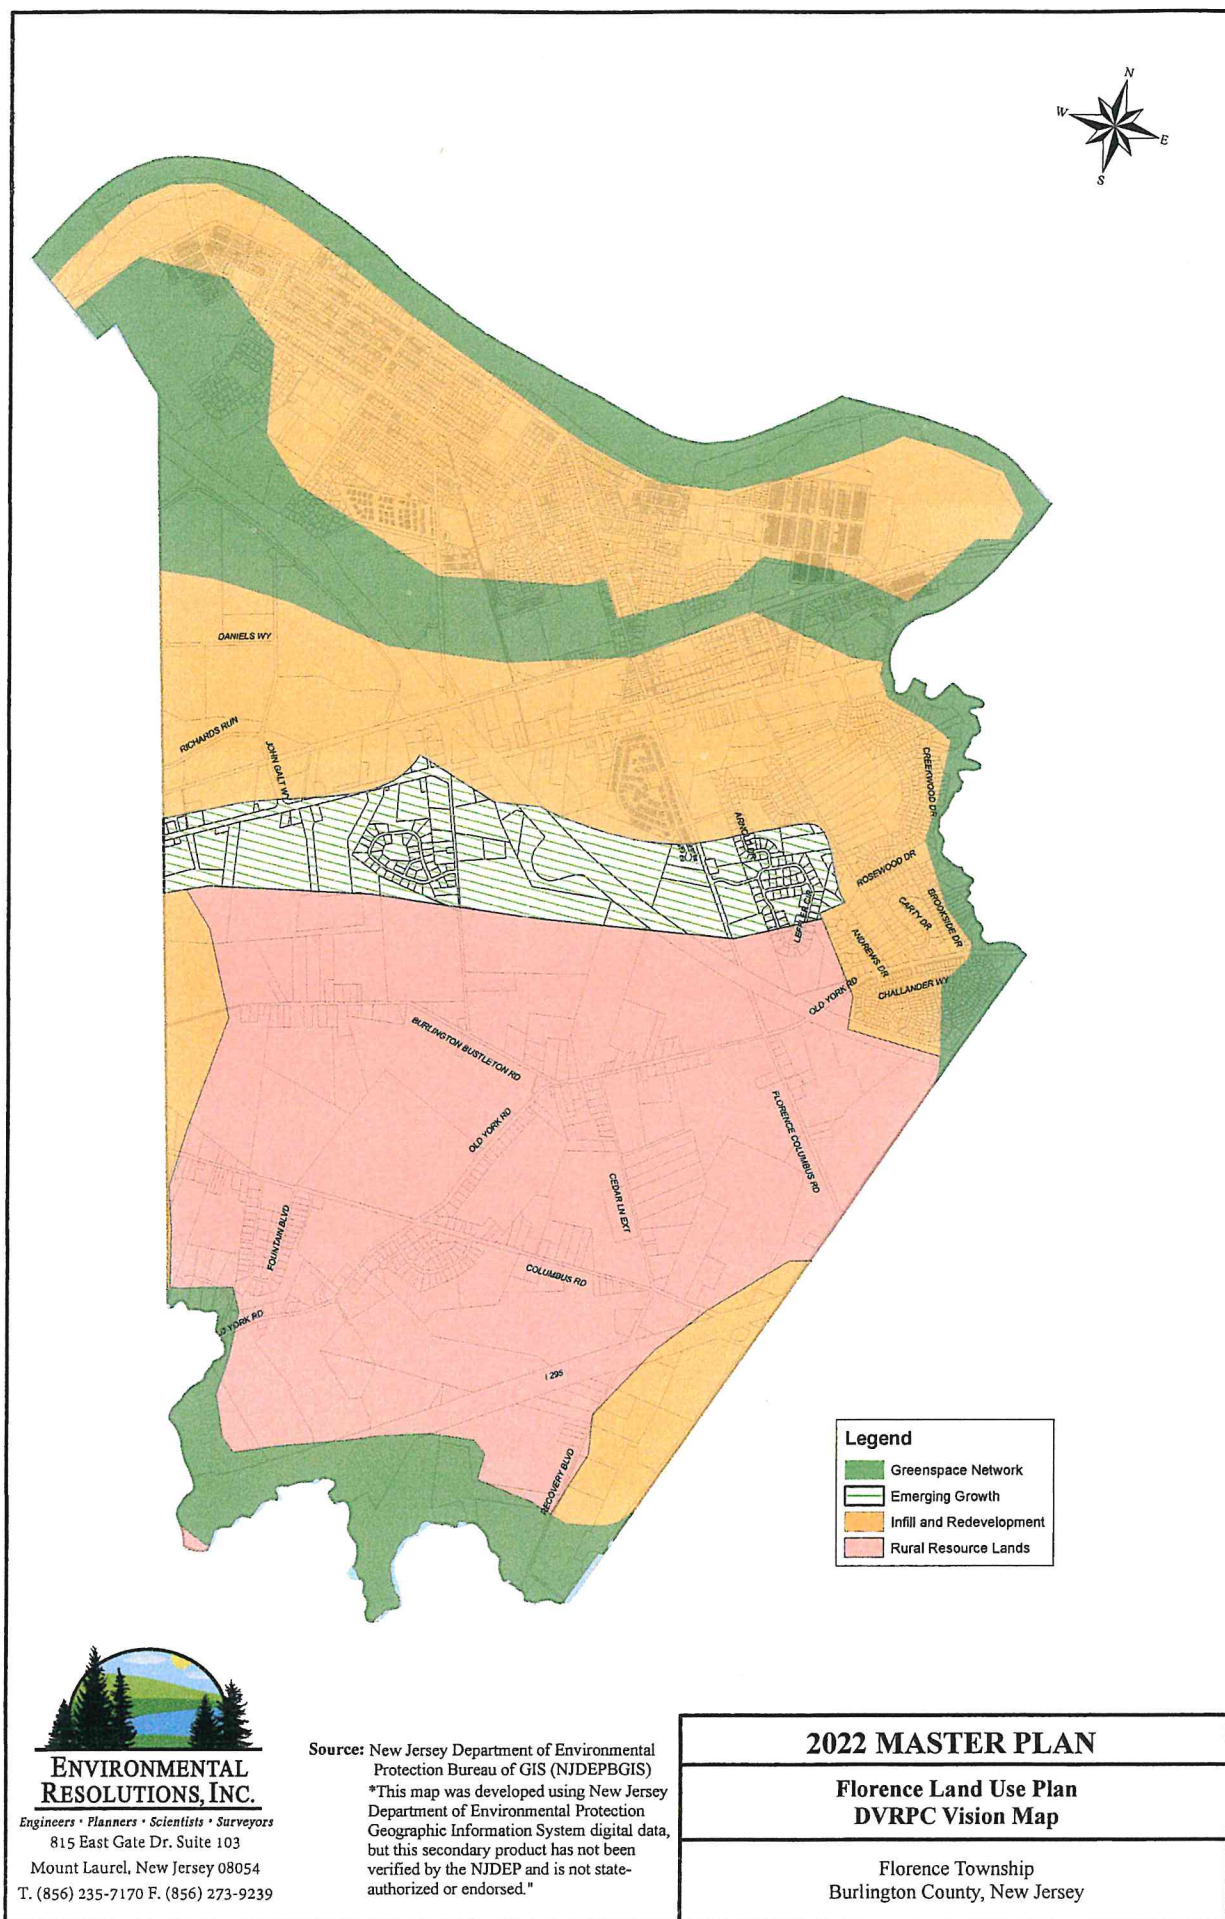 N
W
E
S
DANIELS WY
RICHARDS RUN
JOHN GALT WY
CREEKWOOD DR
ARNOLD DR
ROSEWOOD DR
BROOKSIDE DR
CARTY DR
LEFFLER CIR
ANDREWS DR
OLD YORK RD
CHALLANDER WY
BURLINGTON BUSTLETON RD
OLD YORK RD
FLORENCE COLUMBUS RD
CEDAR LN EXT
FOUNTAIN BLVD
COLUMBUS RD
D YORK RD
I 295
RECOVERY BLVD
Legend
Greenspace Network
Emerging Growth
Infill and Redevelopment
Rural Resource Lands
ENVIRONMENTAL
RESOLUTIONS, INC.
Engineers • Planners • Scientists • Surveyors
815 East Gate Dr. Suite 103
Mount Laurel, New Jersey 08054
T. (856) 235-7170 F. (856) 273-9239
Source: New Jersey Department of Environmental
Protection Bureau of GIS (NJDEPBGIS)
*This map was developed using New Jersey
Department of Environmental Protection
Geographic Information System digital data,
but this secondary product has not been
verified by the NJDEP and is not state-
authorized or endorsed."
2022 MASTER PLAN
Florence Land Use Plan
DVRPC Vision Map
Florence Township
Burlington County, New Jersey